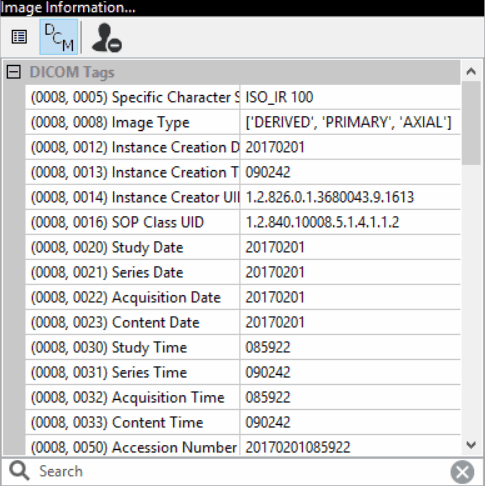 Image Information...
DCM
DICOM Tags
(0008, 0005) Specific Character S ISO_IR 100
(0008, 0008) Image Type ['DERIVED', 'PRIMARY', 'AXIAL']
(0008, 0012) Instance Creation D 20170201
(0008, 0013) Instance Creation T 090242
(0008, 0014) Instance Creator UI 1.2.826.0.1.3680043.9.1613
(0008, 0016) SOP Class UID 1.2.840.10008.5.1.4.1.1.2
(0008, 0020) Study Date 20170201
(0008, 0021) Series Date 20170201
(0008, 0022) Acquisition Date 20170201
(0008, 0023) Content Date 20170201
(0008, 0030) Study Time 085922
(0008, 0031) Series Time 090242
(0008, 0032) Acquisition Time 085922
(0008, 0033) Content Time 090242
(0008, 0050) Accession Number 20170201085922
Search